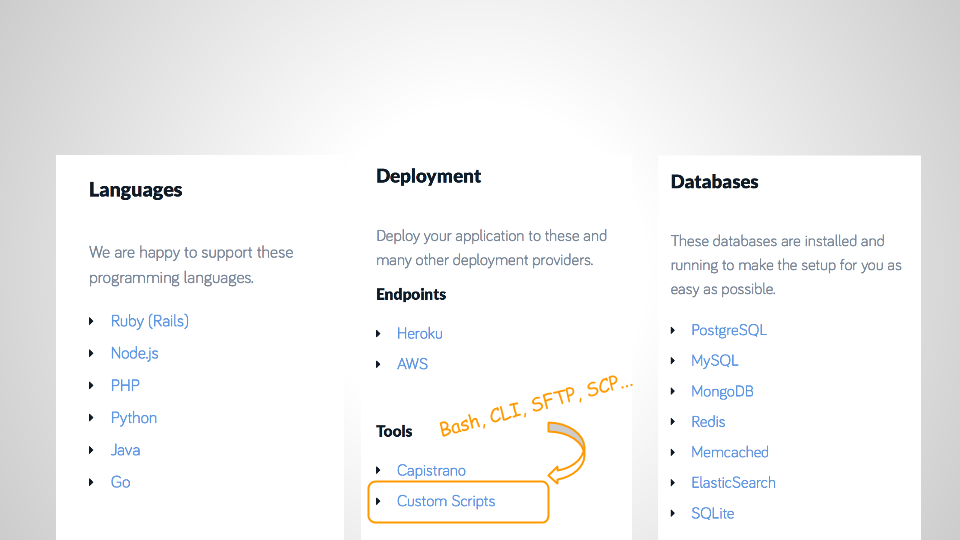 Languages
We are happy to support these
programming languages.
Ruby (Rails)
Node.js
PHP
Python
Java
Go
Deployment
Deploy your application to these and
many other deployment providers.
Endpoints
Heroku
AWS
Bash, CLI, SFTP, SCP...
Tools
Capistrano
Custom Scripts
Databases
These databases are installed and
running to make the setup for you as
easy as possible.
PostgreSQL
MySQL
MongoDB
Redis
Memcached
ElasticSearch
SQLite